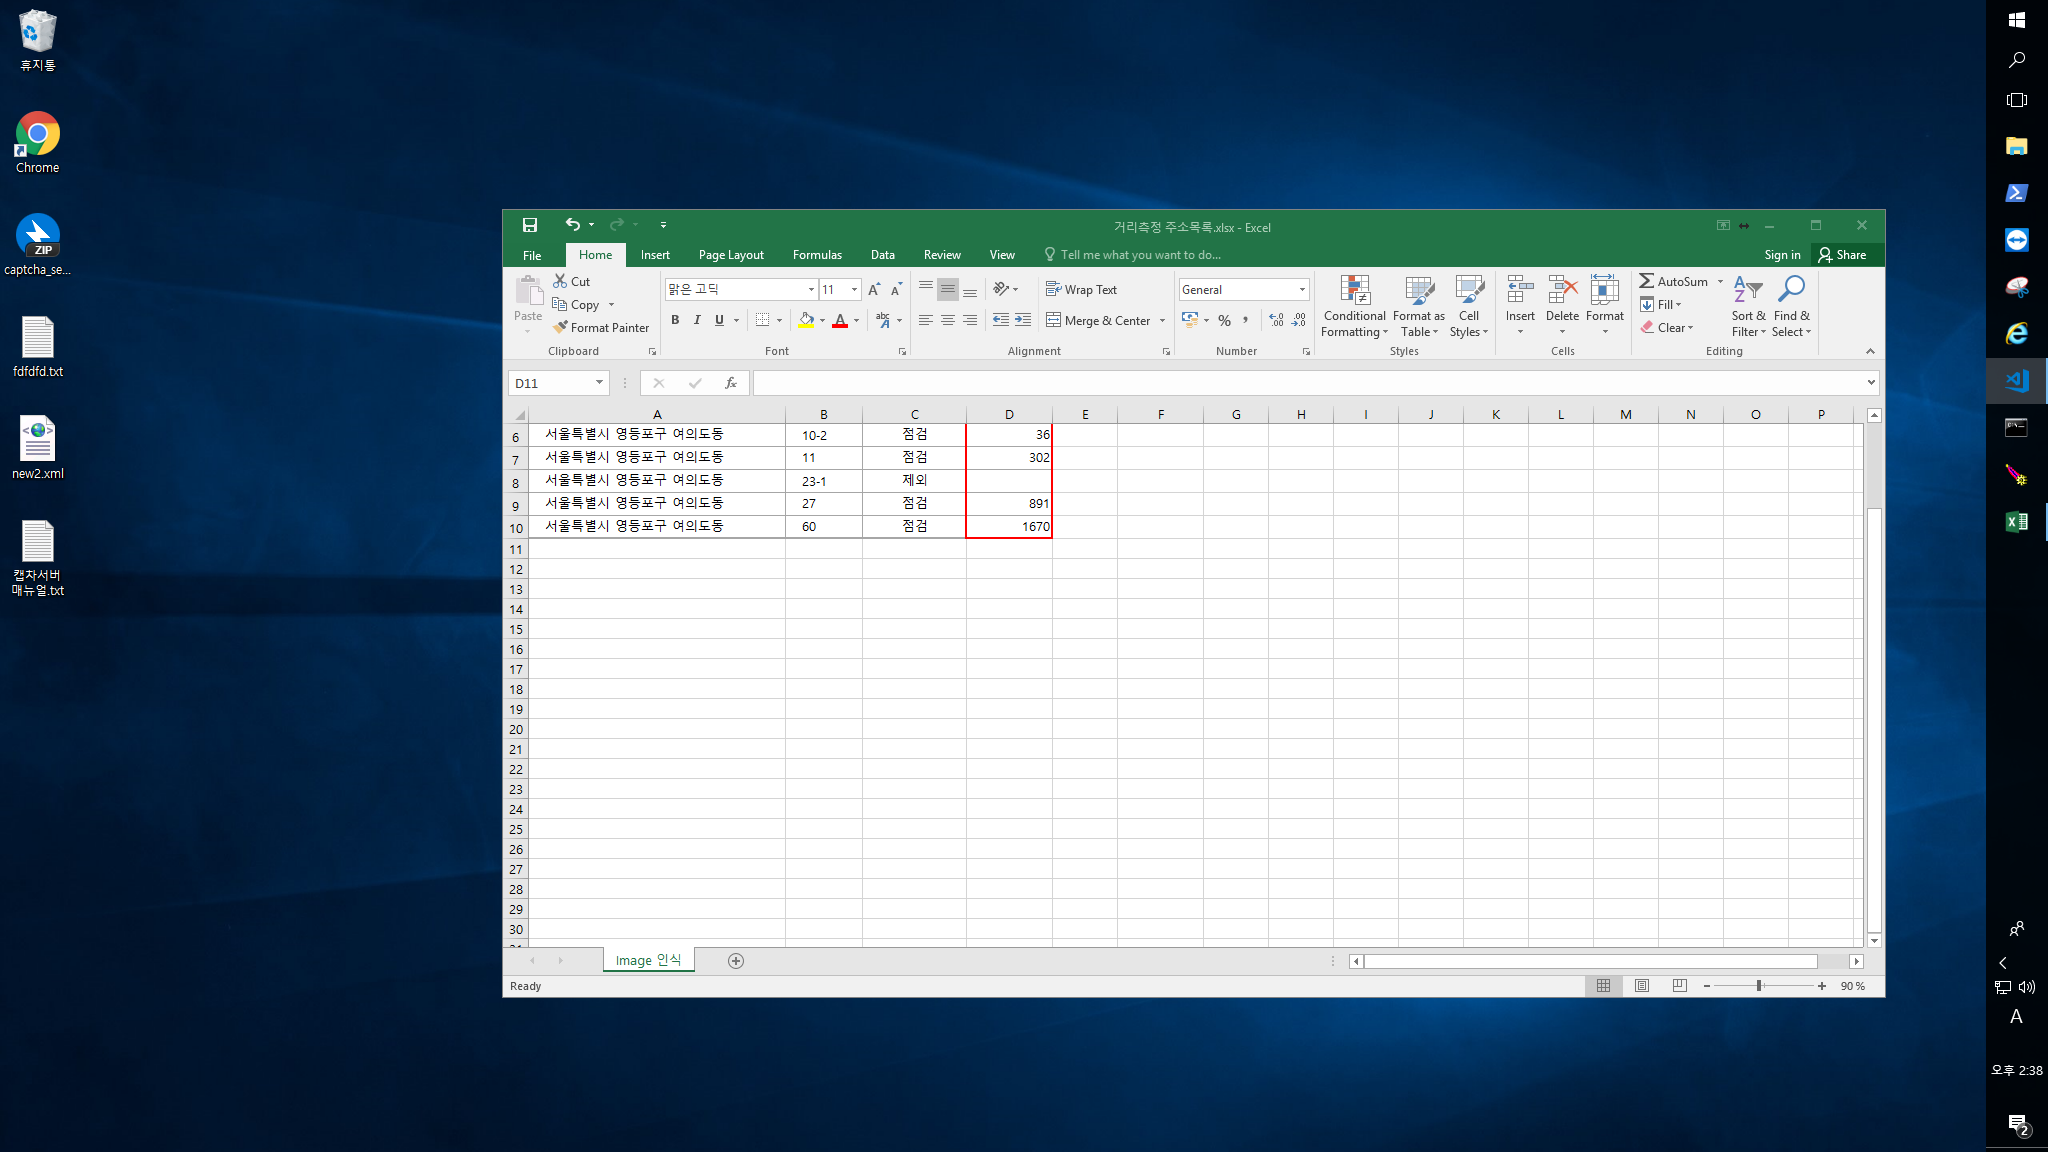 휴지통
Chrome
ZIP
captcha_se...
fdfdfd.txt
new2.xml
캡차서버
매뉴얼.txt
거리측정 주소목록.xlsx - Excel
File Home Insert Page Layout Formulas Data Review View Tell me what you want to do... Sign in Share
Paste
Cut
Copy
Format Painter
Clipboard
맑은 고딕 11
B I U
Font
Wrap Text
Merge & Center
Alignment
General
Number
Conditional Formatting
Format as Table
Cell Styles
Styles
Insert Delete Format
Cells
AutoSum
Fill
Clear
Sort & Filter
Find & Select
Editing
D11 fx
A B C D E F G H I J K L M N O P
6 서울특별시 영등포구 여의도동 10-2 점검 36
7 서울특별시 영등포구 여의도동 11 점검 302
8 서울특별시 영등포구 여의도동 23-1 제외
9 서울특별시 영등포구 여의도동 27 점검 891
10 서울특별시 영등포구 여의도동 60 점검 1670
11
12
13
14
15
16
17
18
19
20
21
22
23
24
25
26
27
28
29
30
Image 인식
Ready 90 %
A
오후 2:38
2